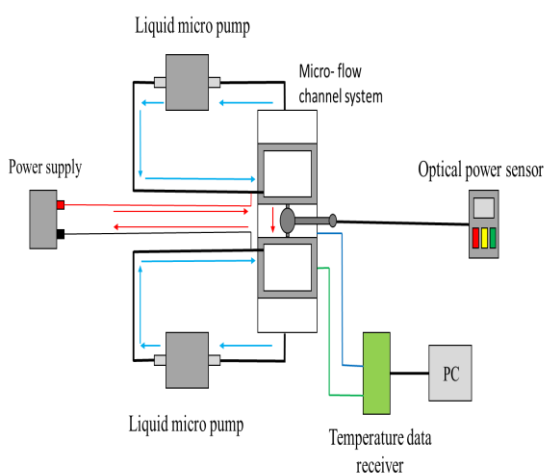 Liquid micro pump
Micro- flow
channel system
Power supply
Optical power sensor
PC
Liquid micro pump
Temperature data
receiver